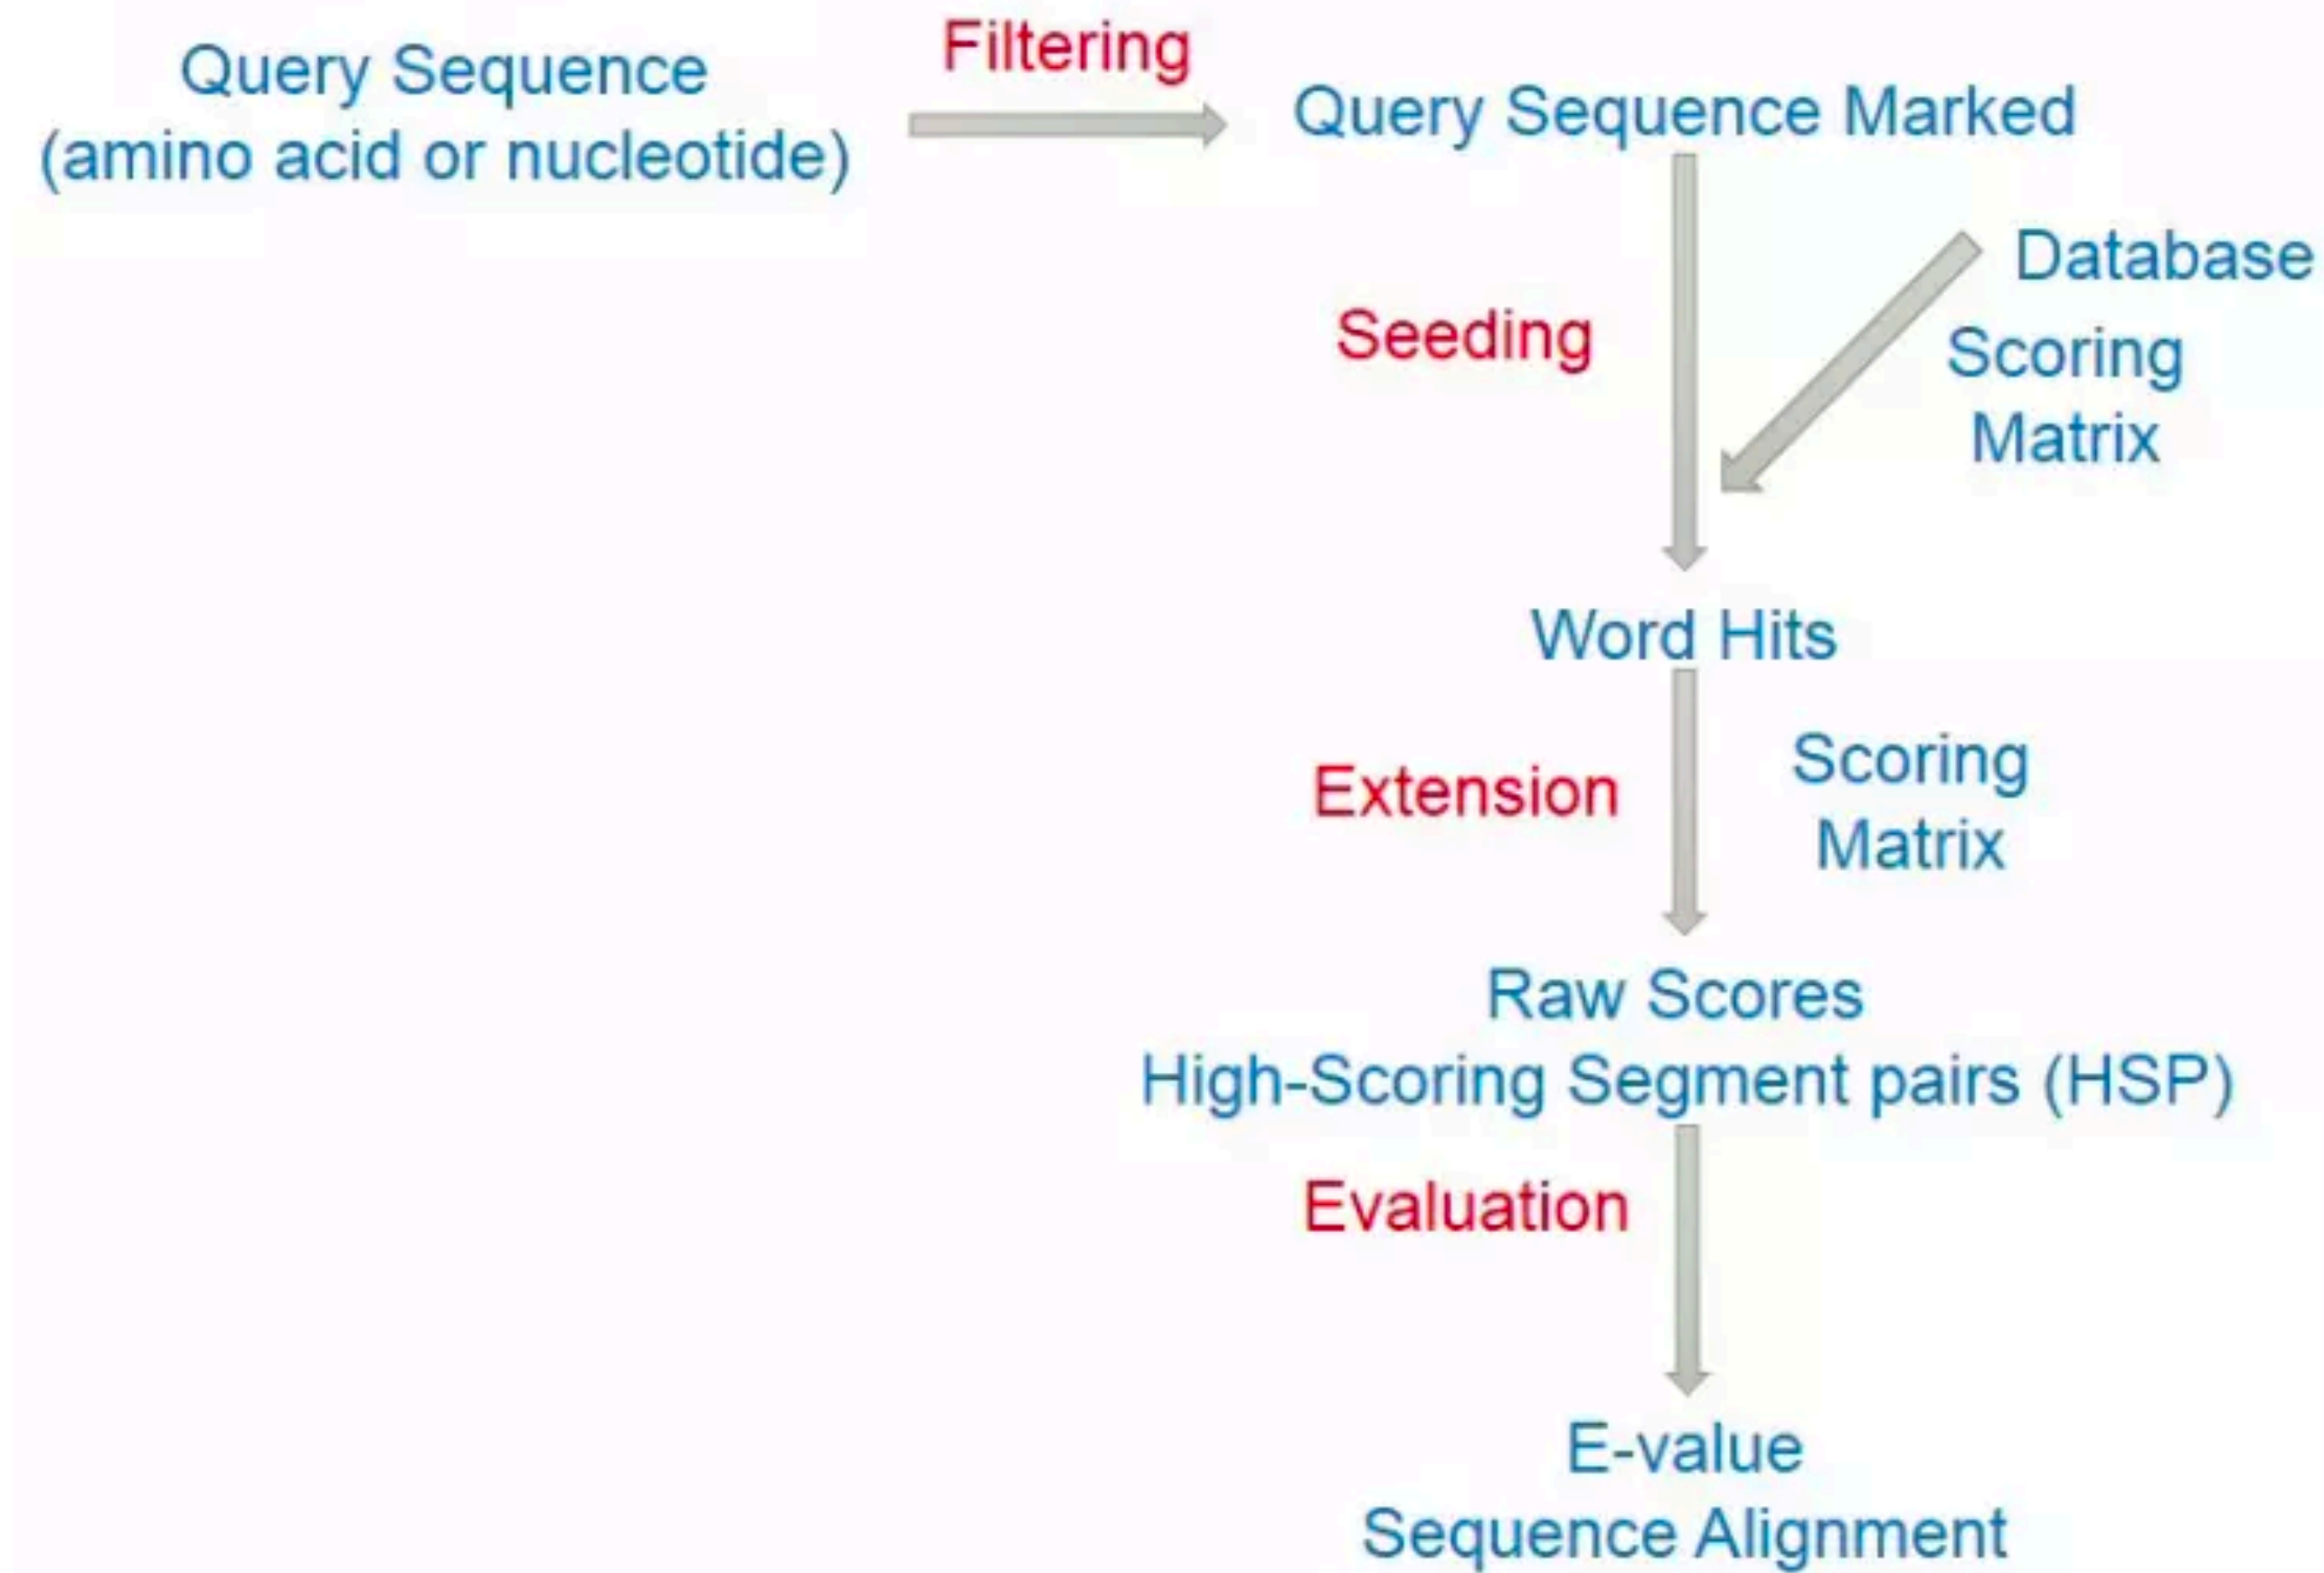 Query Sequence
(amino acid or nucleotide)
Filtering
Query Sequence Marked
Seeding
Database
Scoring
Matrix
Word Hits
Extension
Scoring
Matrix
Raw Scores
High-Scoring Segment pairs (HSP)
Evaluation
E-value
Sequence Alignment